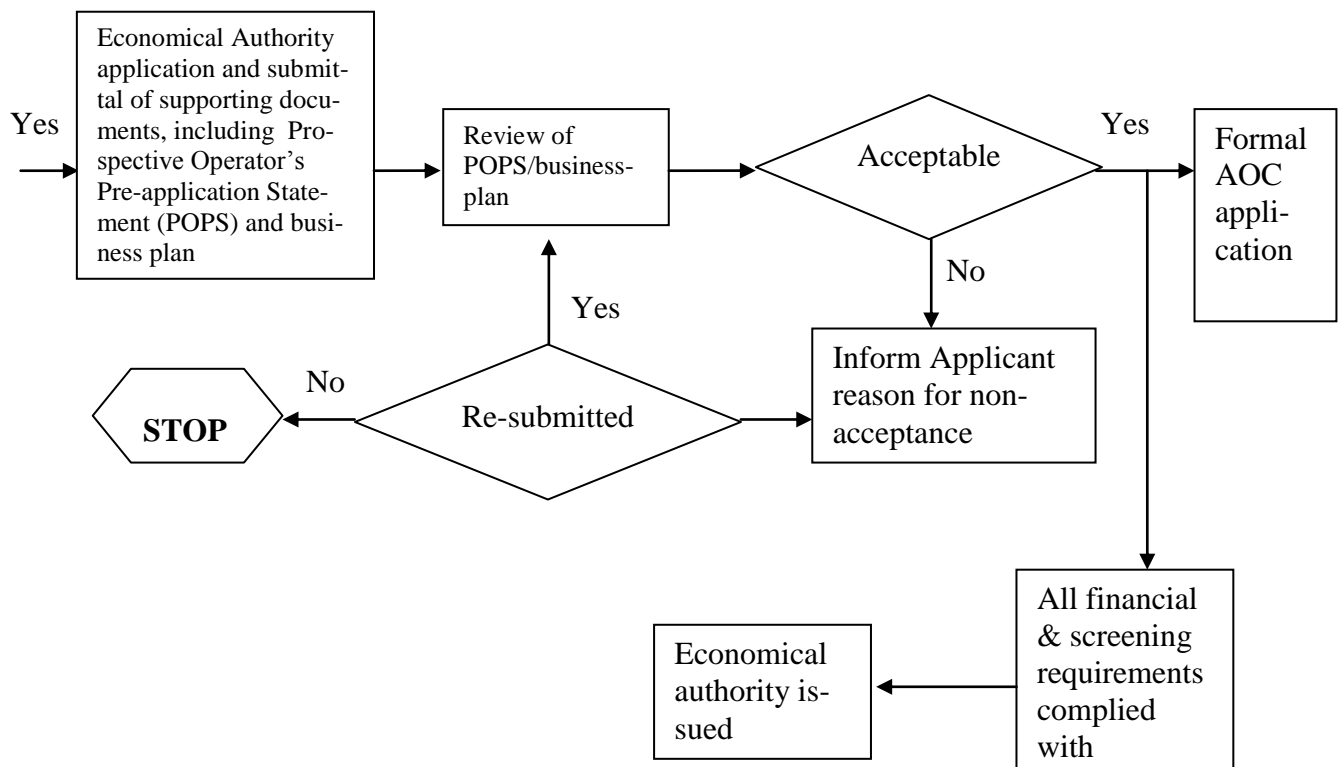 Yes
Economical Authority
application and submit-
tal of supporting docu-
ments, including Pro-
spective Operator's
Pre-application State-
ment (POPS) and busi-
ness plan
Review of
POPS/business-
plan
Acceptable
Yes
Formal
AOC
appli-
cation
No
Yes
Inform Applicant
reason for non-
acceptance
No
STOP
Re-submitted
All financial
& screening
requirements
complied
with
Economical
authority is-
sued